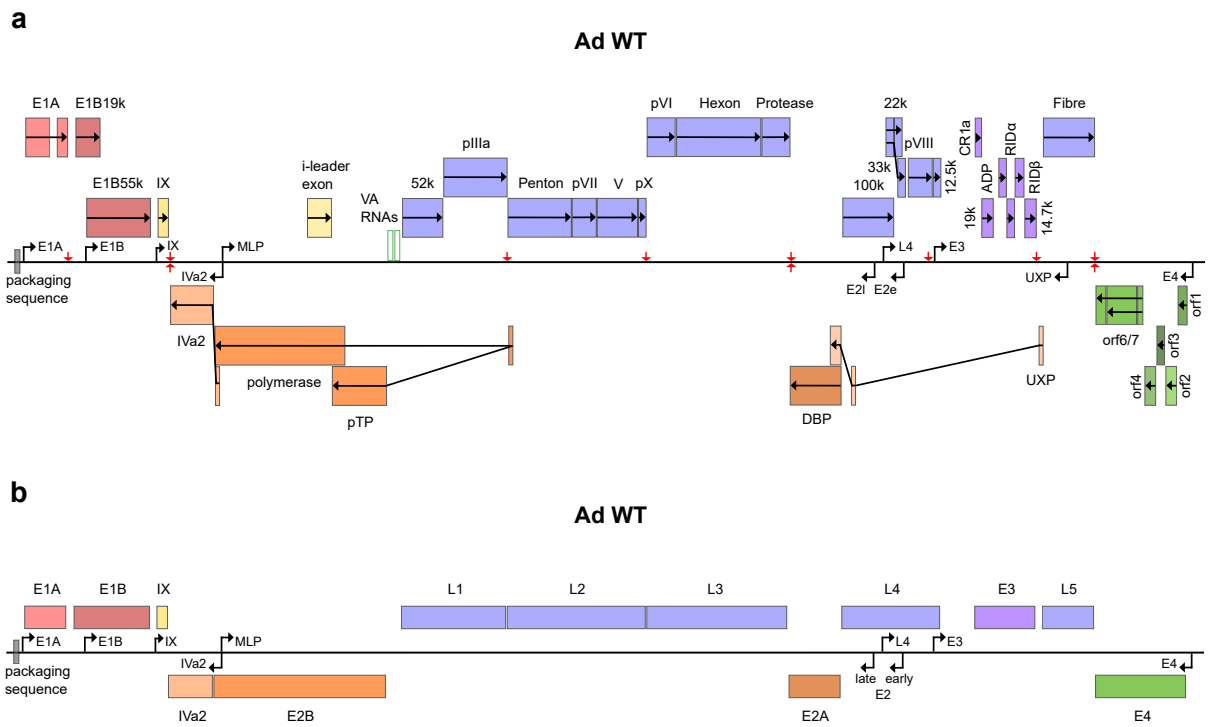 a
Ad WT
E1A E1B19k
pVI Hexon Protease
22k
Fibre
pIIIa
CR1a
RIDα
pVIII
i-leader
exon
E1B55k IX
VA
RNAs
52k
Penton pVII V pX
33k
100k
12.5k
ADP
RIDβ
19k
14.7k
E1A E1B IX MLP
L4 E3
packaging
sequence
IVa2
E2l E2e
UXP
E4
IVa2
orf6/7
orf1
orf3
polymerase
UXP
orf4
orf2
pTP
DBP
b
Ad WT
E1A E1B IX
L1 L2 L3
L4 E3 L5
E1A E1B IX MLP
L4 E3
packaging
sequence
IVa2
late early
E2
E4
IVa2 E2B
E2A
E4